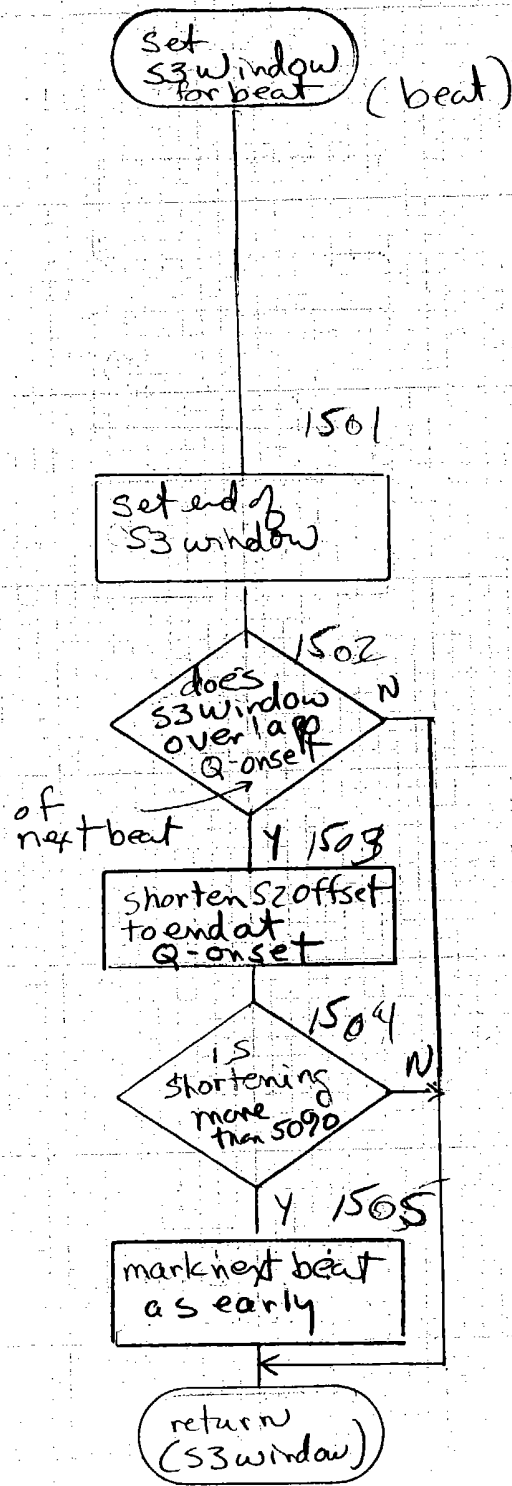 set
S3 window
for beat
(beat)
1501
set end of
S3 window
1502
does
S3 window
overlap
Q-onset
N
of
next beat
Y
1503
shorten S2 offset
to end at
Q-onset
1504
is
shortening
more
than 50%
N
Y
1505
mark next beat
as early
return
(S3 window)